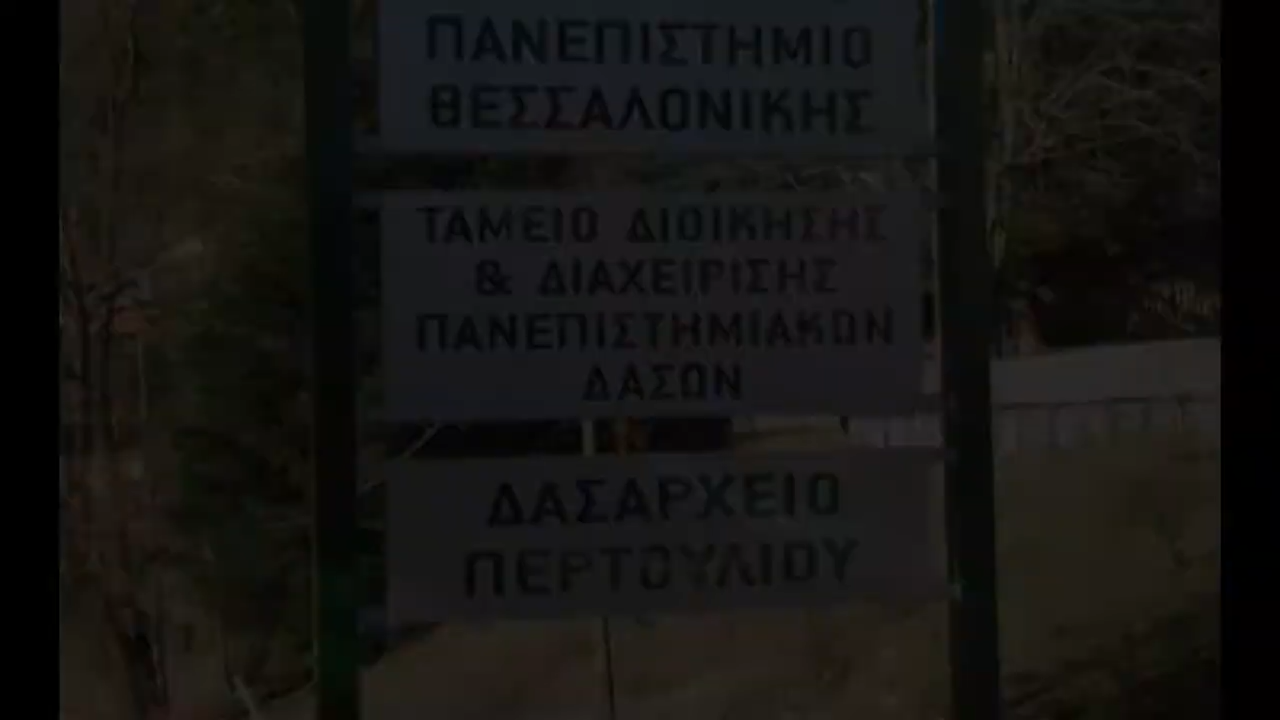 ΠΑΝΕΠΙΣΤΗΜΙΟ
ΘΕΣΣΑΛΟΝΙΚΗΣ
ΤΑΜΕΙΟ ΔΙΟΙΚΗΣΗΣ
& ΔΙΑΧΕΙΡΙΣΗΣ
ΠΑΝΕΠΙΣΤΗΜΙΑΚΩΝ
ΔΑΣΩΝ
ΔΑΣΑΡΧΕΙΟ
ΠΕΡΤΟΥΛΙΟΥ